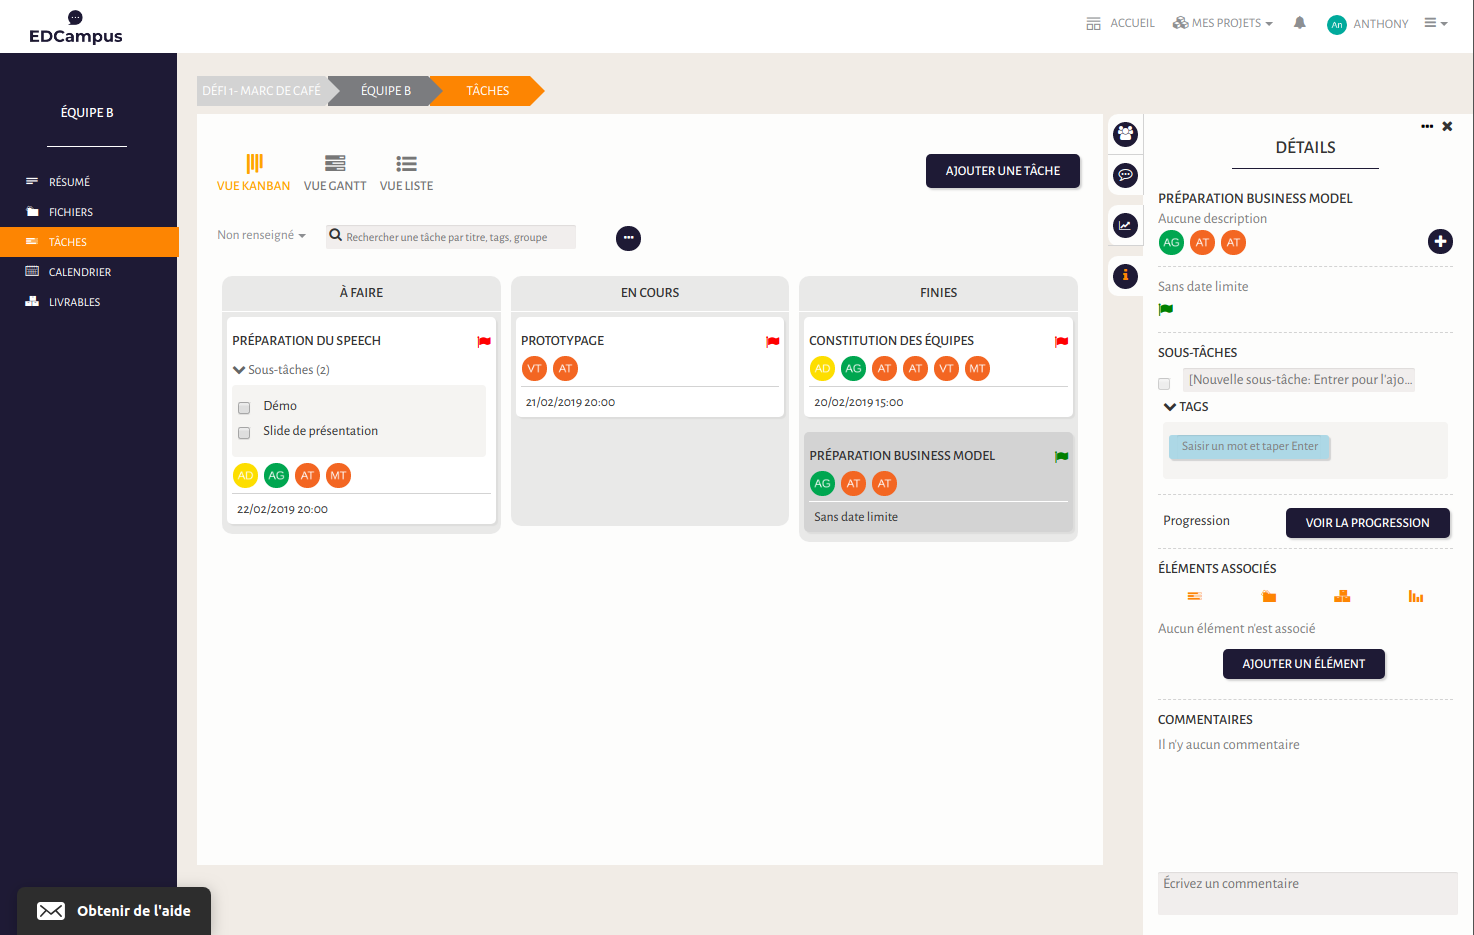 EDCampus
ACCUEIL
MES PROJETS
An
ANTHONY
ÉQUIPE B
RÉSUMÉ
FICHIERS
TÂCHES
CALENDRIER
LIVRABLES
DÉFI 1- MARC DE CAFÉ
ÉQUIPE B
TÂCHES
VUE KANBAN
VUE GANTT
VUE LISTE
AJOUTER UNE TÂCHE
Non renseigné
Rechercher une tâche par titre, tags, groupe
À FAIRE
PRÉPARATION DU SPEECH
Sous-tâches (2)
Démo
Slide de présentation
AD AG AT MT
22/02/2019 20:00
EN COURS
PROTOTYPAGE
VT AT
21/02/2019 20:00
FINIES
CONSTITUTION DES ÉQUIPES
AD AG AT AT VT MT
20/02/2019 15:00
PRÉPARATION BUSINESS MODEL
AG AT AT
Sans date limite
DÉTAILS
PRÉPARATION BUSINESS MODEL
Aucune description
AG AT AT
Sans date limite
SOUS-TÂCHES
[Nouvelle sous-tâche: Entrer pour l'ajo...
TAGS
Saisir un mot et taper Enter
Progression
VOIR LA PROGRESSION
ÉLÉMENTS ASSOCIÉS
Aucun élément n'est associé
AJOUTER UN ÉLÉMENT
COMMENTAIRES
Il n'y aucun commentaire
Écrivez un commentaire
Obtenir de l'aide